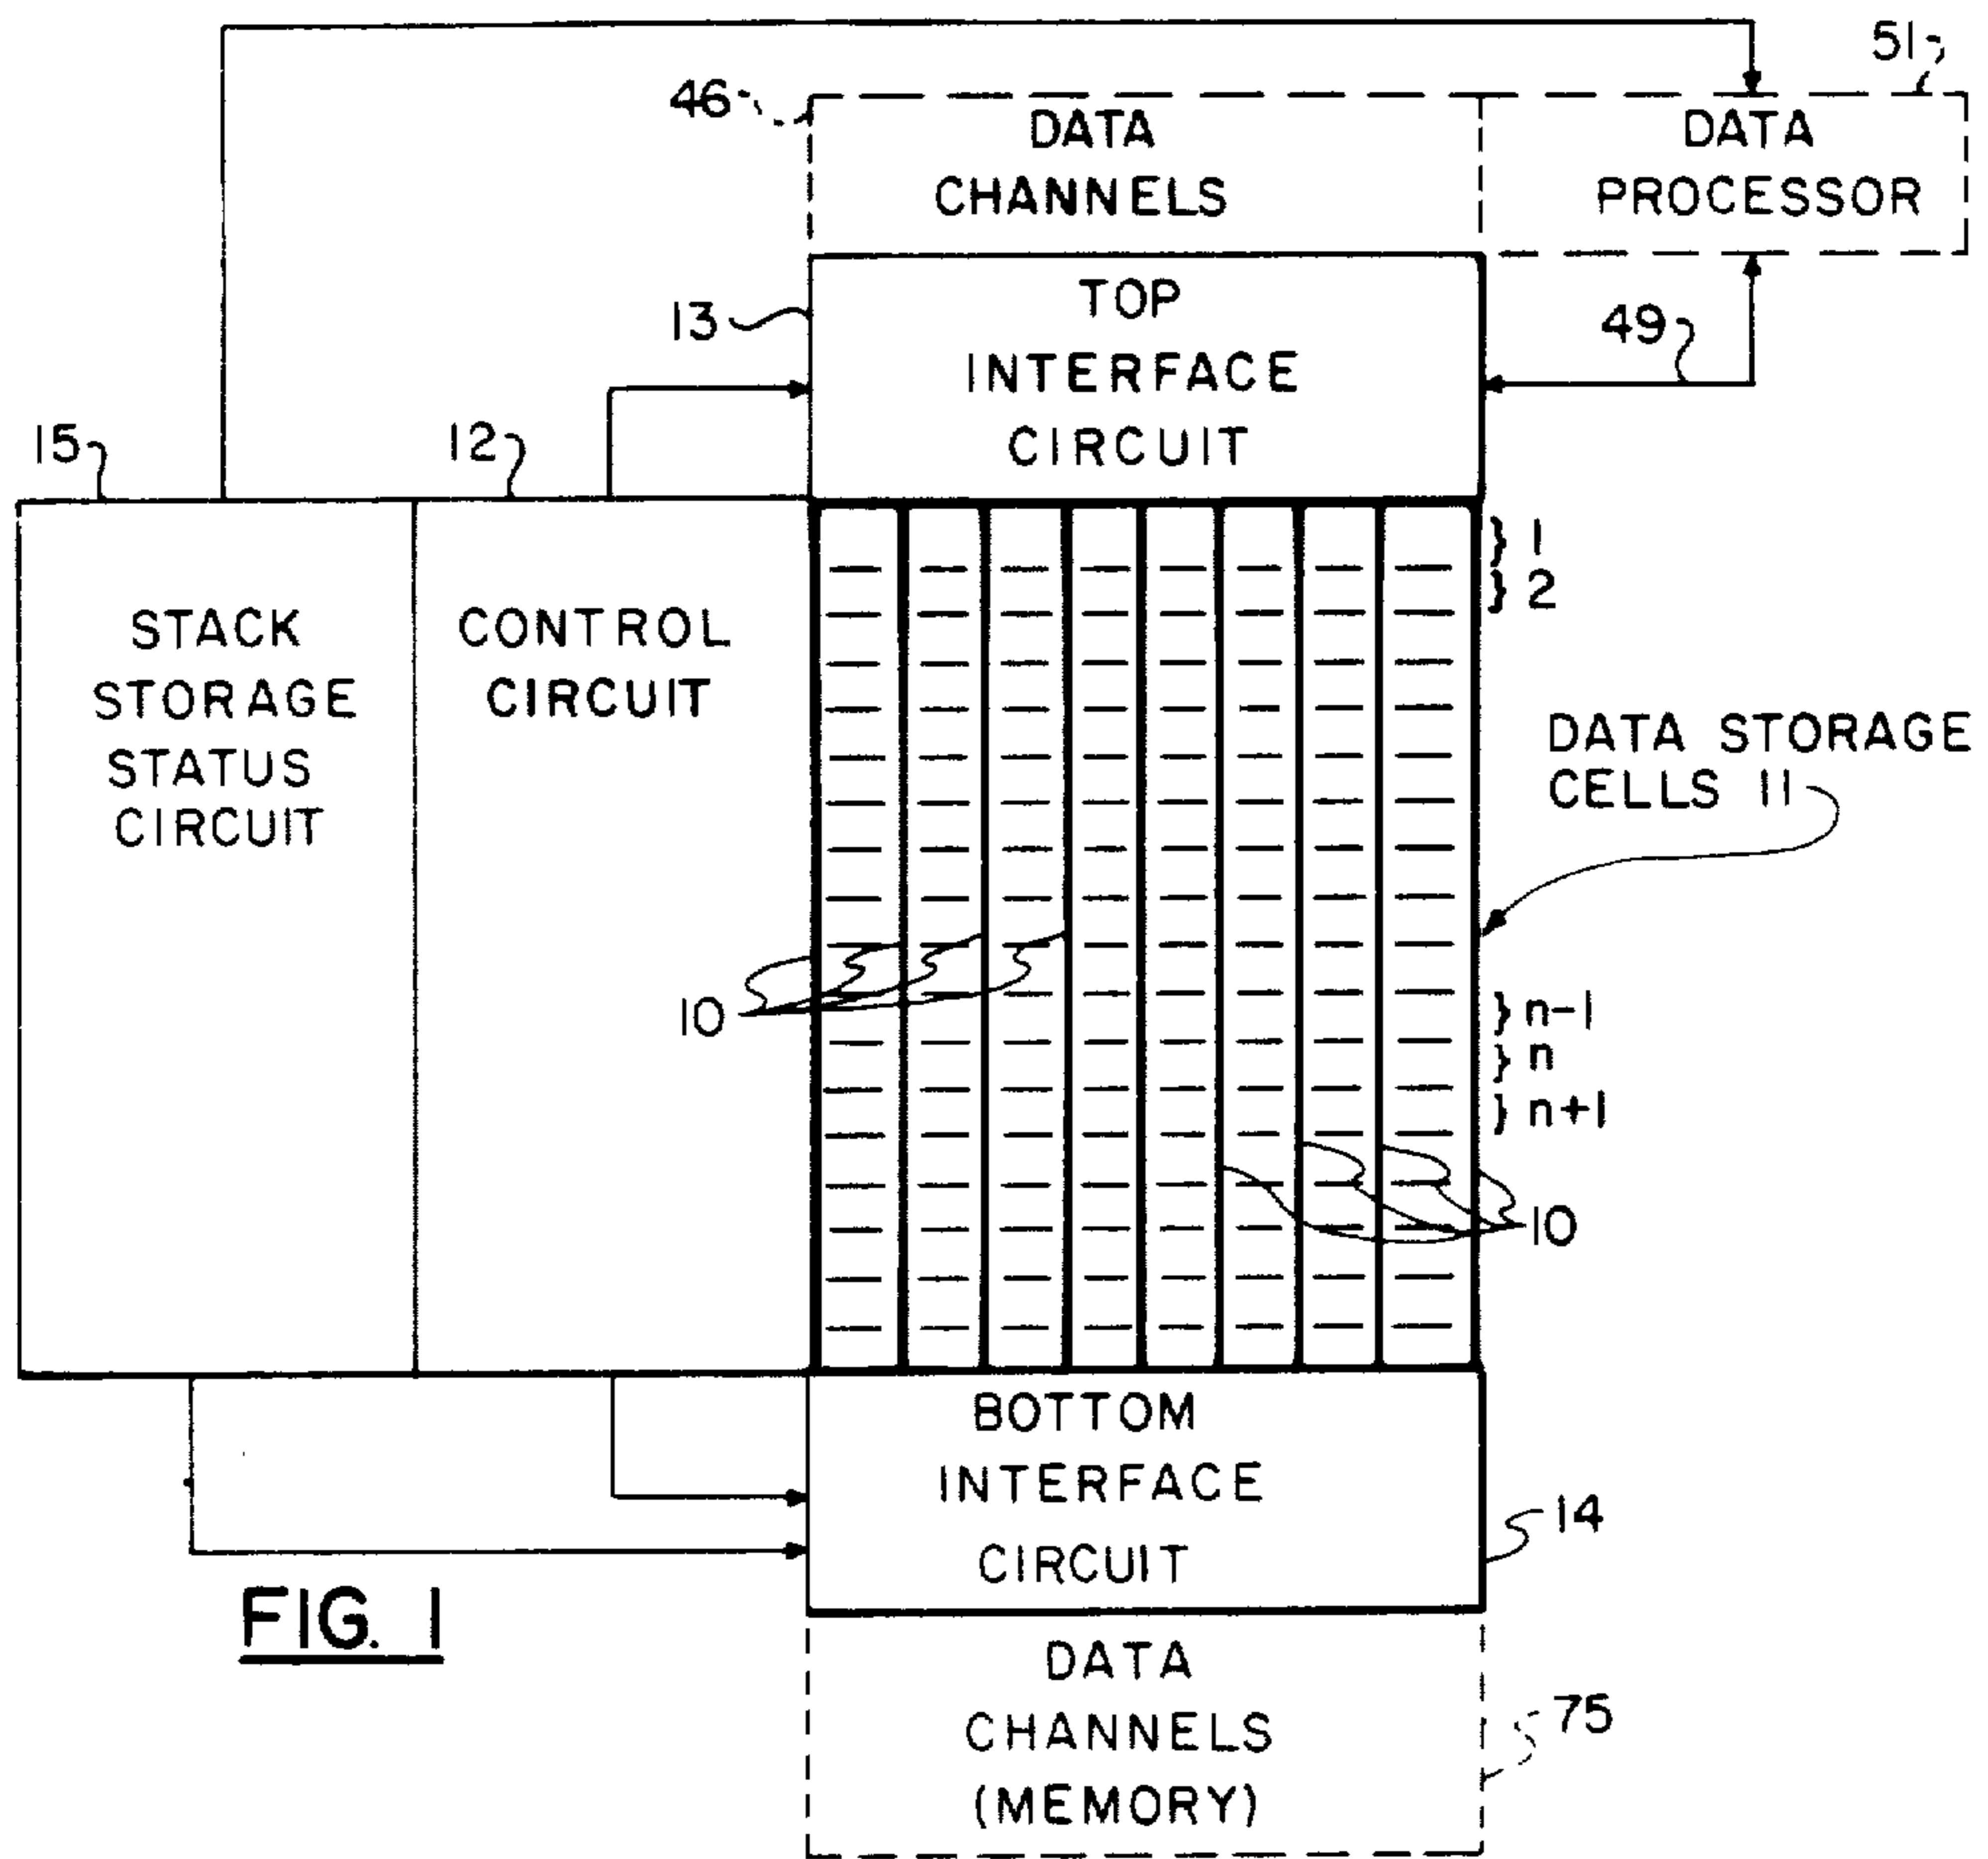 51
46
DATA
CHANNELS
DATA
PROCESSOR
13
TOP
INTERFACE
CIRCUIT
49
15
12
STACK
STORAGE
STATUS
CIRCUIT
CONTROL
CIRCUIT
} 1
} 2
DATA STORAGE
CELLS 11
10
} n-1
} n
} n+1
10
BOTTOM
INTERFACE
CIRCUIT
14
FIG. 1
DATA
CHANNELS
(MEMORY)
75